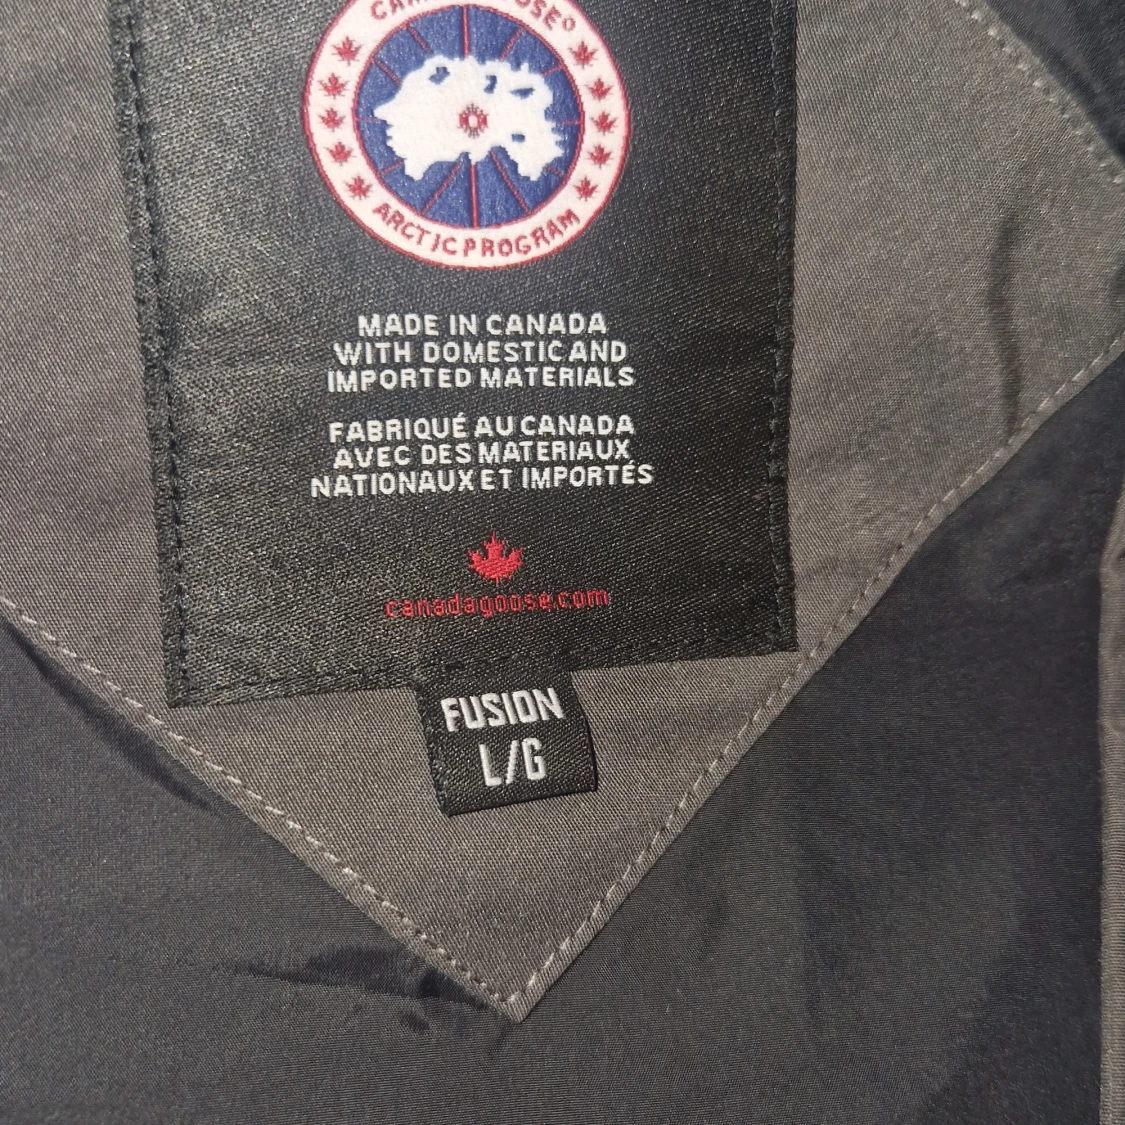 ARCTIC PROGRAM
MADE IN CANADA
WITH DOMESTIC AND
IMPORTED MATERIALS
FABRIQUÉ AU CANADA
AVEC DES MATERIAUX
NATIONAUX ET IMPORTÉS
canadagoose.com
FUSION
L/G